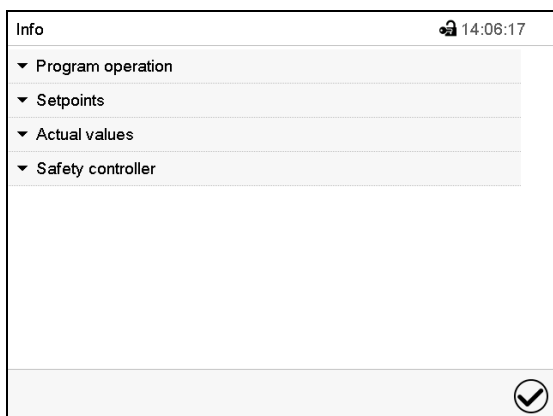 Info 14:06:17
Program operation
Setpoints
Actual values
Safety controller